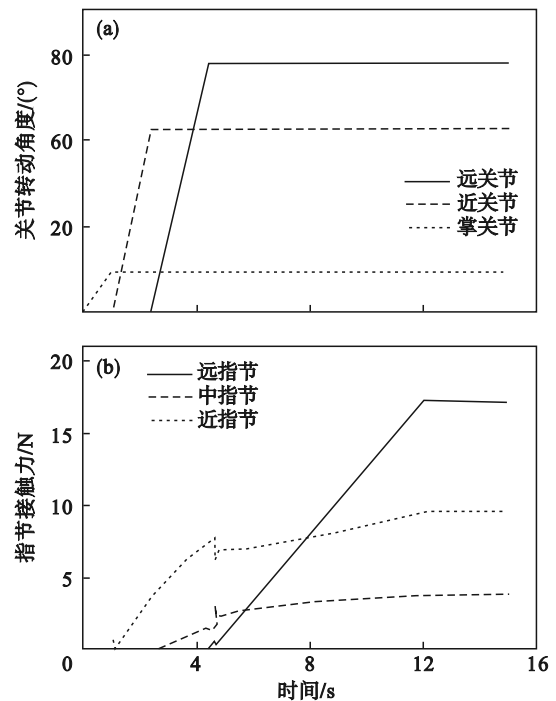 (a)
80
60
20
关节转动角度/(°)
远关节
近关节
掌关节
(b)
20
15
10
5
0
指节接触力/N
远指节
中指节
近指节
4 8 12 16
时间/s